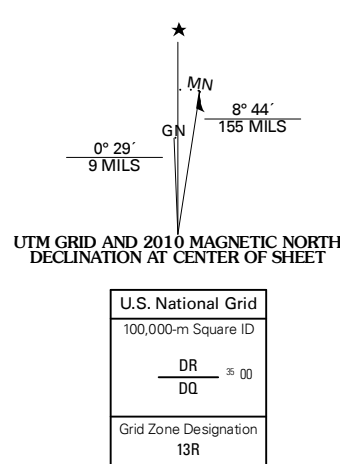 ★
MN
8° 44´
155 MILS
GN
0° 29´
9 MILS
UTM GRID AND 2010 MAGNETIC NORTH
DECLINATION AT CENTER OF SHEET
U.S. National Grid
100,000-m Square ID
DR
35 00
DQ
Grid Zone Designation
13R